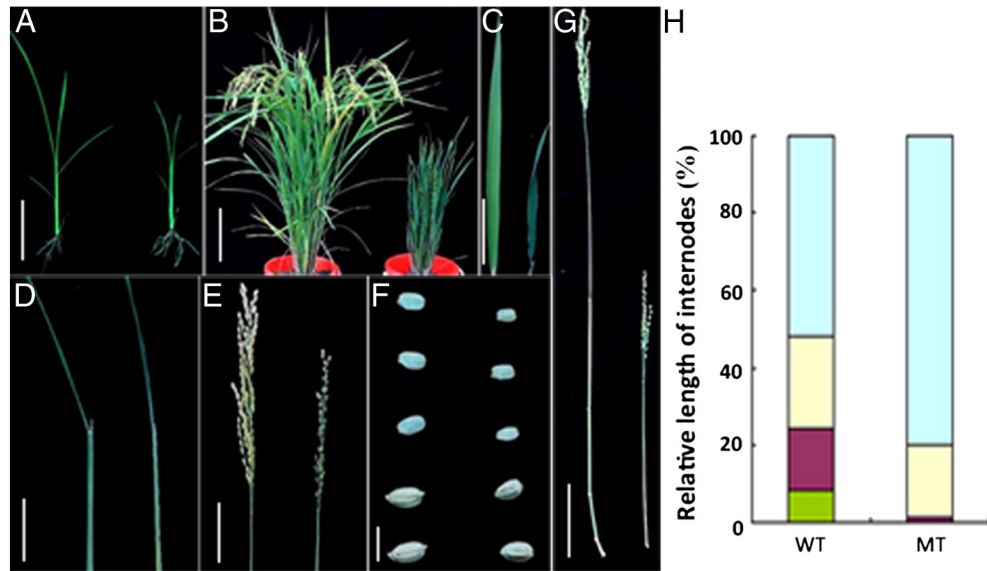 A
B
C
G
H
D
E
F
Relative length of internodes (%)
100
80
60
40
20
0
WT
MT